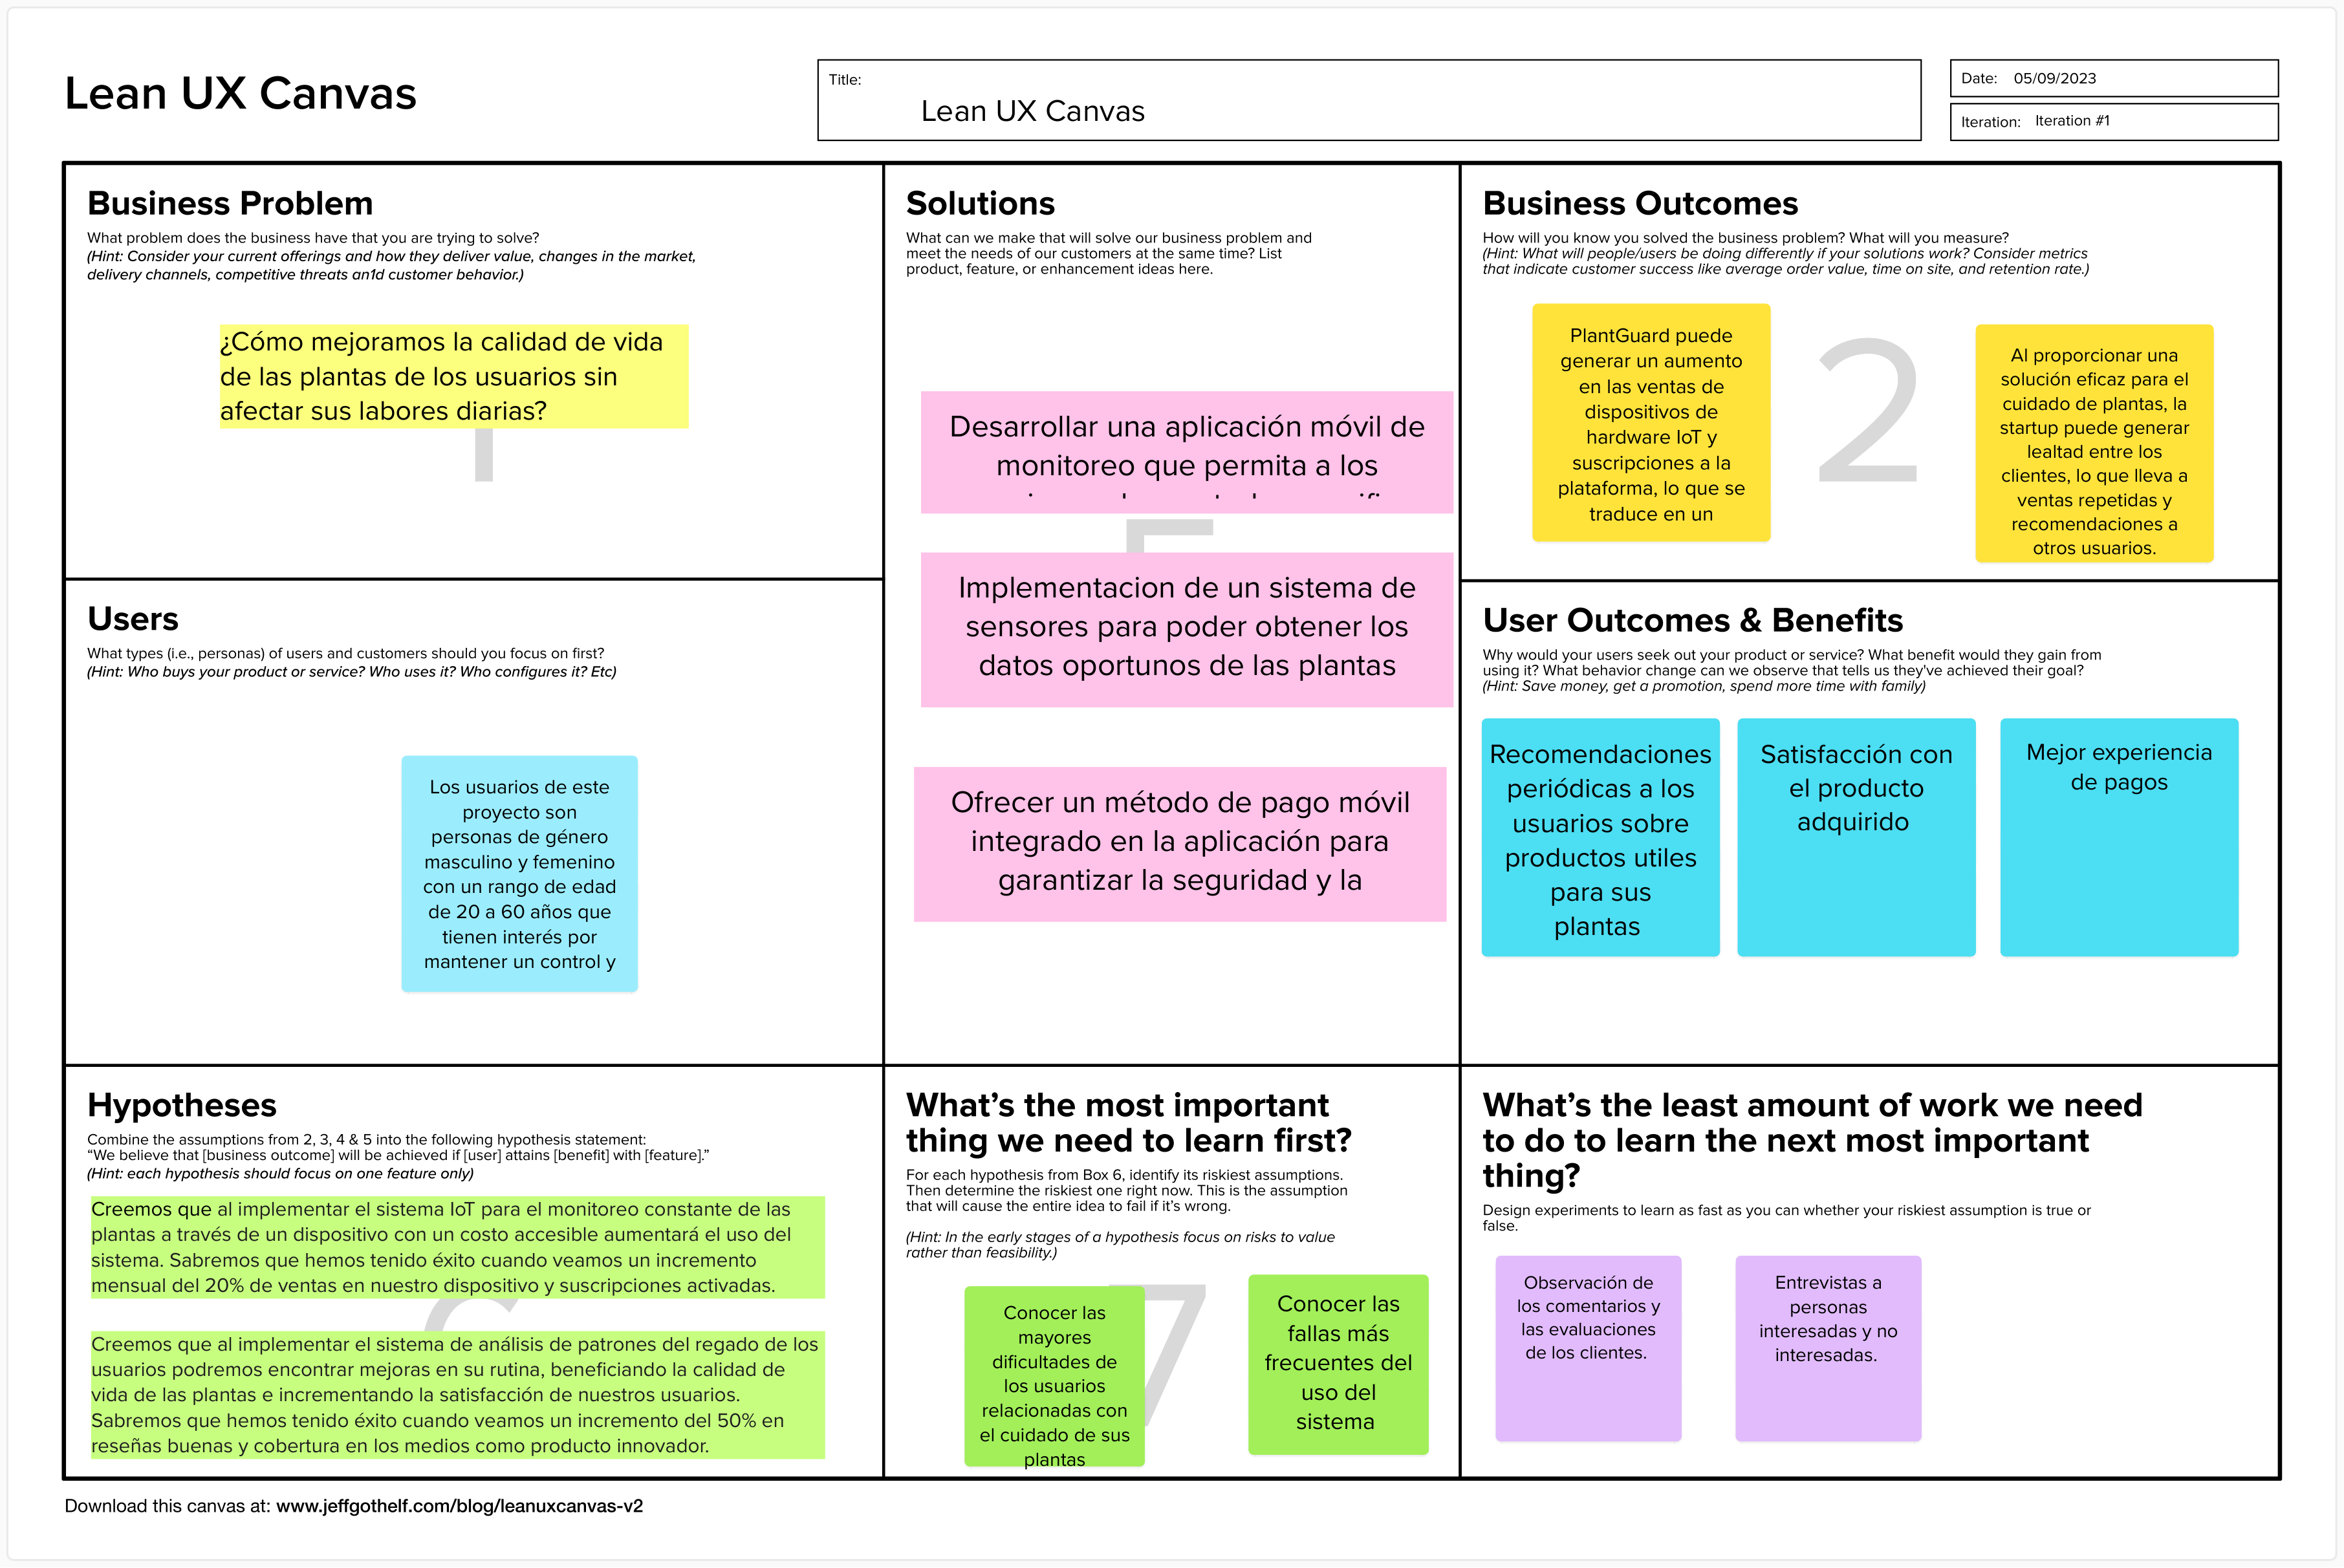 Lean UX Canvas
Title:
Lean UX Canvas
Date: 05/09/2023
Iteration: Iteration #1
Business Problem
What problem does the business have that you are trying to solve?
(Hint: Consider your current offerings and how they deliver value, changes in the market,
delivery channels, competitive threats an1d customer behavior.)
¿Cómo mejoramos la calidad de vida
de las plantas de los usuarios sin
afectar sus labores diarias?
Solutions
What can we make that will solve our business problem and
meet the needs of our customers at the same time? List
product, feature, or enhancement ideas here.
Desarrollar una aplicación móvil de
monitoreo que permita a los
Implementacion de un sistema de
sensores para poder obtener los
datos oportunos de las plantas
Ofrecer un método de pago móvil
integrado en la aplicación para
garantizar la seguridad y la
Business Outcomes
How will you know you solved the business problem? What will you measure?
(Hint: What will people/users be doing differently if your solutions work? Consider metrics
that indicate customer success like average order value, time on site, and retention rate.)
PlantGuard puede
generar un aumento
en las ventas de
dispositivos de
hardware IoT y
suscripciones a la
plataforma, lo que se
traduce en un
2
Al proporcionar una
solución eficaz para el
cuidado de plantas, la
startup puede generar
lealtad entre los
clientes, lo que lleva a
ventas repetidas y
recomendaciones a
otros usuarios.
Users
What types (i.e., personas) of users and customers should you focus on first?
(Hint: Who buys your product or service? Who uses it? Who configures it? Etc)
Los usuarios de este
proyecto son
personas de género
masculino y femenino
con un rango de edad
de 20 a 60 años que
tienen interés por
mantener un control y
User Outcomes & Benefits
Why would your users seek out your product or service? What benefit would they gain from
using it? What behavior change can we observe that tells us they've achieved their goal?
(Hint: Save money, get a promotion, spend more time with family)
Recomendaciones
periódicas a los
usuarios sobre
productos utiles
para sus
plantas
Satisfacción con
el producto
adquirido
Mejor experiencia
de pagos
Hypotheses
Combine the assumptions from 2, 3, 4 & 5 into the following hypothesis statement:
“We believe that [business outcome] will be achieved if [user] attains [benefit] with [feature].”
(Hint: each hypothesis should focus on one feature only)
Creemos que al implementar el sistema IoT para el monitoreo constante de las
plantas a través de un dispositivo con un costo accesible aumentará el uso del
sistema. Sabremos que hemos tenido éxito cuando veamos un incremento
mensual del 20% de ventas en nuestro dispositivo y suscripciones activadas.
Creemos que al implementar el sistema de análisis de patrones del regado de los
usuarios podremos encontrar mejoras en su rutina, beneficiando la calidad de
vida de las plantas e incrementando la satisfacción de nuestros usuarios.
Sabremos que hemos tenido éxito cuando veamos un incremento del 50% en
reseñas buenas y cobertura en los medios como producto innovador.
What’s the most important
thing we need to learn first?
For each hypothesis from Box 6, identify its riskiest assumptions.
Then determine the riskiest one right now. This is the assumption
that will cause the entire idea to fail if it’s wrong.
(Hint: In the early stages of a hypothesis focus on risks to value
rather than feasibility.)
Conocer las
mayores
dificultades de
los usuarios
relacionadas con
el cuidado de sus
plantas
7
Conocer las
fallas más
frecuentes del
uso del
sistema
What’s the least amount of work we need
to do to learn the next most important
thing?
Design experiments to learn as fast as you can whether your riskiest assumption is true or
false.
Observación de
los comentarios y
las evaluaciones
de los clientes.
Entrevistas a
personas
interesadas y no
interesadas.
Download this canvas at: www.jeffgothelf.com/blog/leanuxcanvas-v2